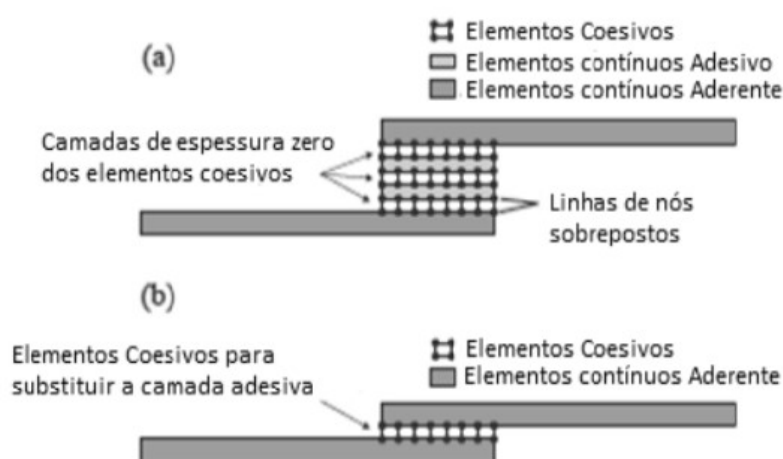 (a)
Elementos Coesivos
Elementos contínuos Adesivo
Elementos contínuos Aderente
Camadas de espessura zero
dos elementos coesivos
Linhas de nós
sobrepostos
(b)
Elementos Coesivos para
substituir a camada adesiva
Elementos Coesivos
Elementos contínuos Aderente